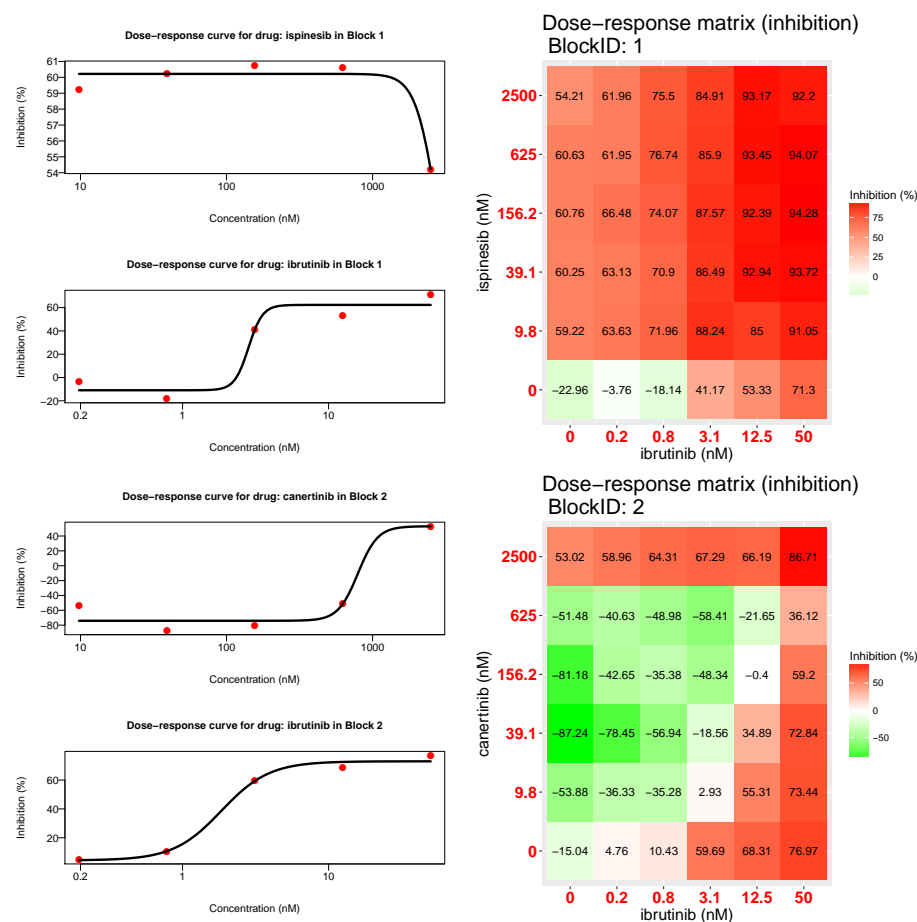 Dose−response curve for drug: ispinesib in Block 1
Inhibition (%)
61
60
59
58
57
56
55
54
10
100
1000
Concentration (nM)
Dose−response curve for drug: ibrutinib in Block 1
Inhibition (%)
60
40
20
0
−20
0.2
1
10
Concentration (nM)
Dose−response matrix (inhibition)
BlockID: 1
ispinesib (nM)
2500 54.21 61.96 75.5 84.91 93.17 92.2
625 60.63 61.95 76.74 85.9 93.45 94.07
156.2 60.76 66.48 74.07 87.57 92.39 94.28
39.1 60.25 63.13 70.9 86.49 92.94 93.72
9.8 59.22 63.63 71.96 88.24 85 91.05
0 −22.96 −3.76 −18.14 41.17 53.33 71.3
0 0.2 0.8 3.1 12.5 50
ibrutinib (nM)
Inhibition (%)
75
50
25
0
Dose−response curve for drug: canertinib in Block 2
Inhibition (%)
40
20
0
−20
−40
−60
−80
10
100
1000
Concentration (nM)
Dose−response curve for drug: ibrutinib in Block 2
Inhibition (%)
60
40
20
0.2
1
10
Concentration (nM)
Dose−response matrix (inhibition)
BlockID: 2
canertinib (nM)
2500 53.02 58.96 64.31 67.29 66.19 86.71
625 −51.48 −40.63 −48.98 −58.41 −21.65 36.12
156.2 −81.18 −42.65 −35.38 −48.34 −0.4 59.2
39.1 −87.24 −78.45 −56.94 −18.56 34.89 72.84
9.8 −53.88 −36.33 −35.28 2.93 55.31 73.44
0 −15.04 4.76 10.43 59.69 68.31 76.97
0 0.2 0.8 3.1 12.5 50
ibrutinib (nM)
Inhibition (%)
50
0
−50